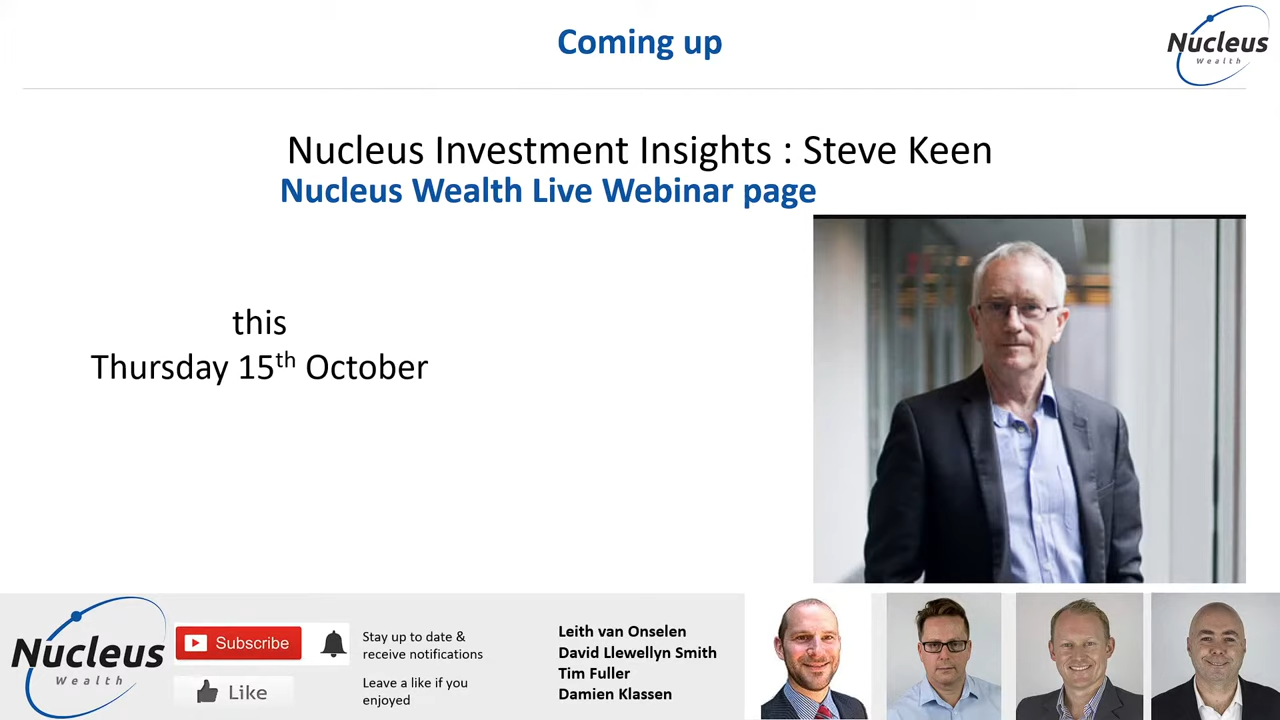 Coming up
Nucleus
Wealth
Nucleus Investment Insights : Steve Keen
Nucleus Wealth Live Webinar page
this
Thursday 15th October
Nucleus
Wealth
Subscribe
Like
Stay up to date &
receive notifications
Leave a like if you
enjoyed
Leith van Onselen
David Llewellyn Smith
Tim Fuller
Damien Klassen